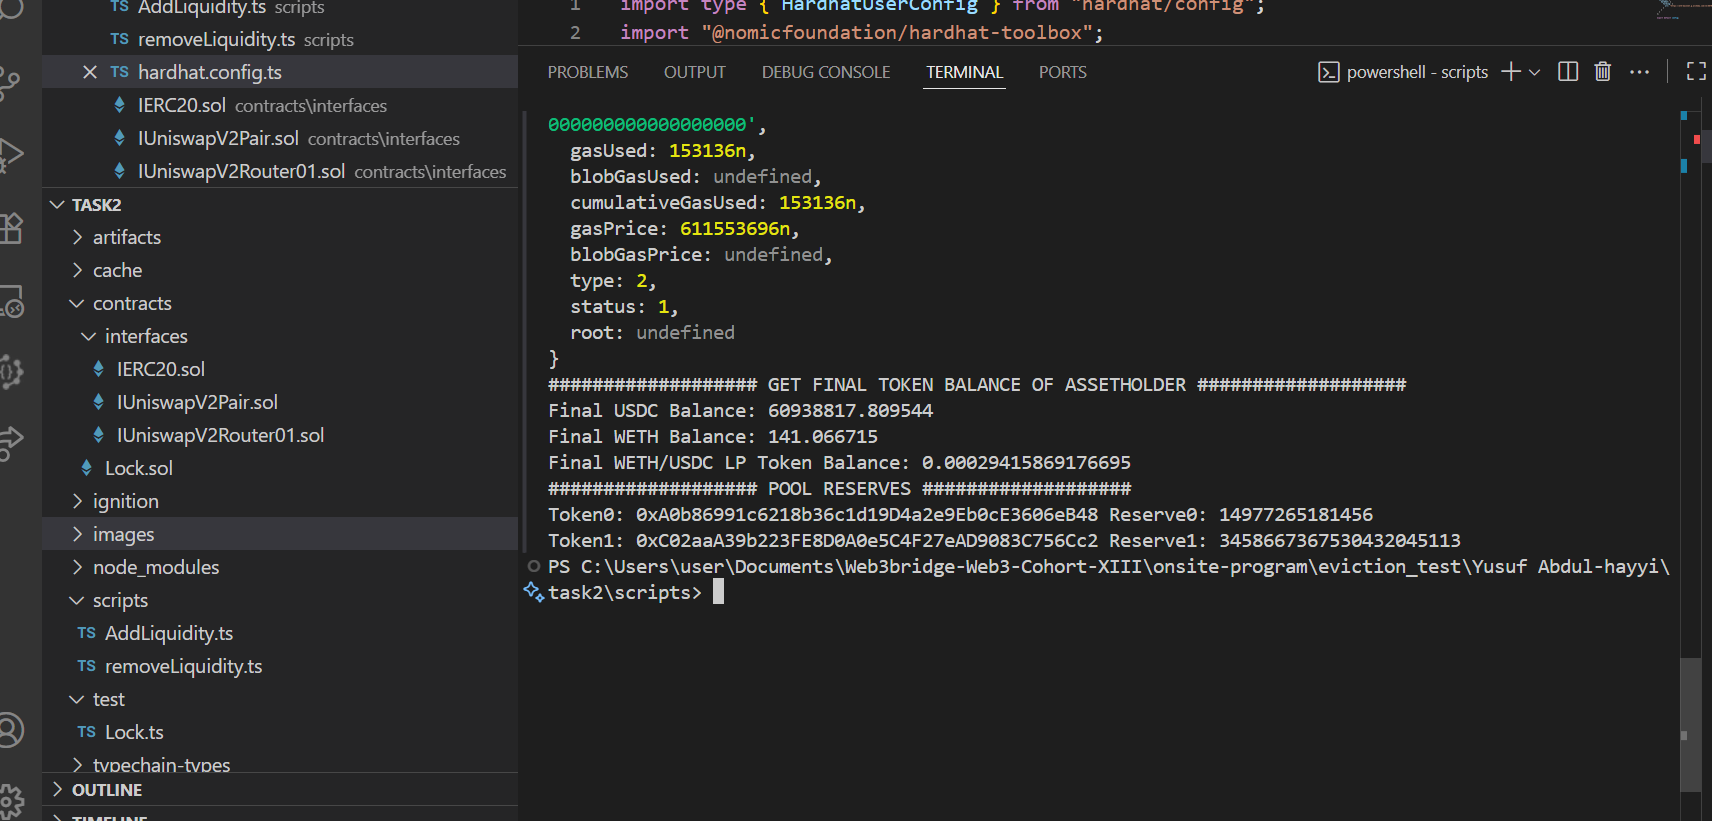 TS AddLiquidity.ts scripts
TS removeLiquidity.ts scripts
TS hardhat.config.ts
IERC20.sol contracts\interfaces
IUniswapV2Pair.sol contracts\interfaces
IUniswapV2Router01.sol contracts\interfaces
TASK2
artifacts
cache
contracts
interfaces
IERC20.sol
IUniswapV2Pair.sol
IUniswapV2Router01.sol
Lock.sol
ignition
images
node_modules
scripts
TS AddLiquidity.ts
TS removeLiquidity.ts
test
TS Lock.ts
typechain-types
OUTLINE
TIMELINE
1 import type { HardhatUserConfig } from "hardhat/config";
2 import "@nomicfoundation/hardhat-toolbox";
PROBLEMS OUTPUT DEBUG CONSOLE TERMINAL PORTS powershell - scripts
000000000000000000',
gasUsed: 153136n,
blobGasUsed: undefined,
cumulativeGasUsed: 153136n,
gasPrice: 611553696n,
blobGasPrice: undefined,
type: 2,
status: 1,
root: undefined
}
################### GET FINAL TOKEN BALANCE OF ASSETHOLDER ###################
Final USDC Balance: 60938817.809544
Final WETH Balance: 141.066715
Final WETH/USDC LP Token Balance: 0.00029415869176695
################### POOL RESERVES ###################
Token0: 0xA0b86991c6218b36c1d19D4a2e9Eb0cE3606eB48 Reserve0: 14977265181456
Token1: 0xC02aaA39b223FE8D0A0e5C4F27eAD9083C756Cc2 Reserve1: 3458667367530432045113
PS C:\Users\user\Documents\Web3bridge-Web3-Cohort-XIII\onsite-program\eviction_test\Yusuf Abdul-hayyi\
task2\scripts>